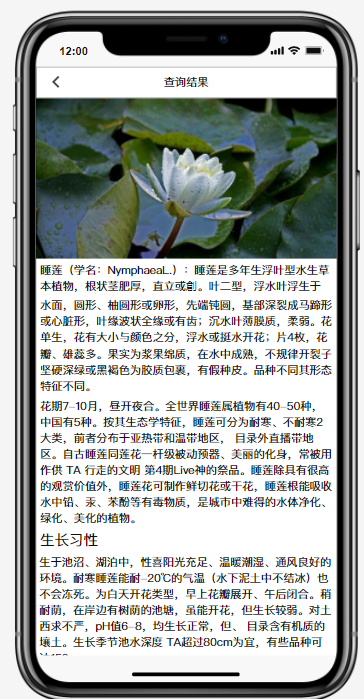 12:00
查询结果
睡莲（学名：NymphaeaL.）：睡莲是多年生浮叶型水生草
本植物，根状茎肥厚，直立或匍。叶二型，浮水叶浮生于
水面，圆形、椭圆形或卵形，先端钝圆，基部深裂成马蹄形
或心脏形，叶缘波状全缘或有齿；沉水叶薄膜质，柔弱。花
单生，花有大小与颜色之分，浮水或挺水开花；片4枚，花
瓣、雄蕊多。果实为浆果绵质，在水中成熟，不规律开裂子
坚硬深绿或黑褐色为胶质包裹，有假种皮。品种不同其形态
特征不同。
花期7-10月，昼开夜合。全世界睡莲属植物有40-50种，
中国有5种。按其生态学特征，睡莲可分为耐寒、不耐寒2
大类，前者分布于亚热带和温带地区， 目录外直播带地
区。自古睡莲同莲花一杆级被动预器、美丽的化身，常被用
作供 TA 行走的文明 第4期Live神的祭品。睡莲除具有很高
的观赏价值外，睡莲花可制作鲜切花或干花，睡莲根能吸收
水中铅、汞、苯酚等有毒物质，是城市中难得的水体净化、
绿化、美化的植物。
生长习性
生于池沼、湖泊中，性喜阳光充足、温暖潮湿、通风良好的
环境。耐寒睡莲能耐-20℃的气温（水下泥土中不结冰）也
不会冻死。为白天开花类型，早上花瓣展开、午后闭合。稍
耐荫，在岸边有树荫的池塘，虽能开花，但生长较弱。对土
西求不严，pH值6-8，均生长正常，但、 目录含有机质的
壤土。生长季节池水深度 TA超过80cm为宜，有些品种可